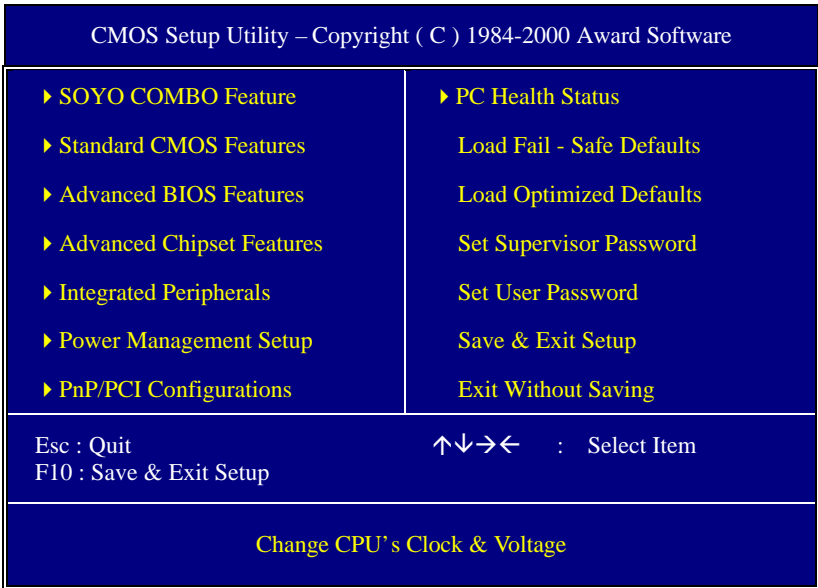 CMOS Setup Utility – Copyright ( C ) 1984-2000 Award Software
SOYO COMBO Feature
Standard CMOS Features
Advanced BIOS Features
Advanced Chipset Features
Integrated Peripherals
Power Management Setup
PnP/PCI Configurations
PC Health Status
Load Fail - Safe Defaults
Load Optimized Defaults
Set Supervisor Password
Set User Password
Save & Exit Setup
Exit Without Saving
Esc : Quit
F10 : Save & Exit Setup
↑↓→← : Select Item
Change CPU's Clock & Voltage